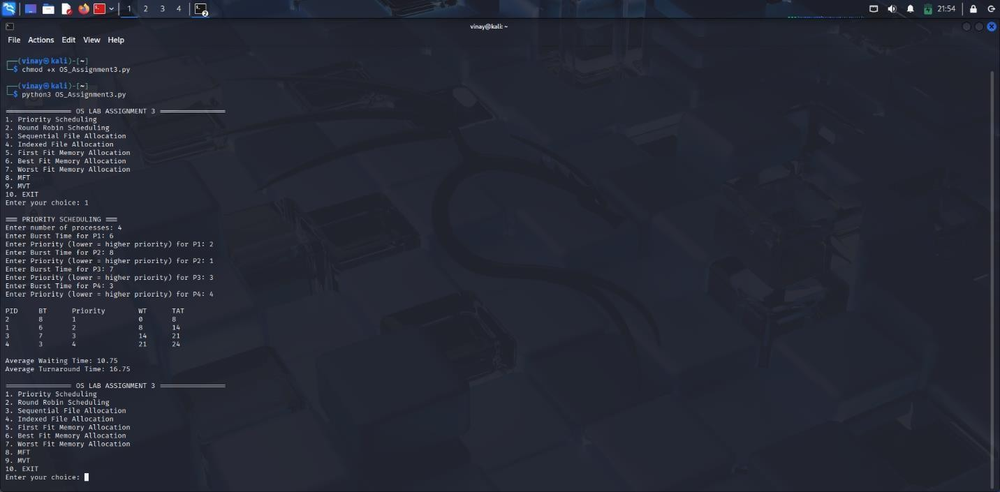 1 2 3 4 2 21:54
vinay@kali: ~
File Actions Edit View Help
┌──(vinay㉿kali)-[~]
└─$ chmod +x OS_Assignment3.py
┌──(vinay㉿kali)-[~]
└─$ python3 OS_Assignment3.py
================ OS LAB ASSIGNMENT 3 ================
1. Priority Scheduling
2. Round Robin Scheduling
3. Sequential File Allocation
4. Indexed File Allocation
5. First Fit Memory Allocation
6. Best Fit Memory Allocation
7. Worst Fit Memory Allocation
8. MFT
9. MVT
10. EXIT
Enter your choice: 1
=== PRIORITY SCHEDULING ===
Enter number of processes: 4
Enter Burst Time for P1: 6
Enter Priority (lower = higher priority) for P1: 2
Enter Burst Time for P2: 8
Enter Priority (lower = higher priority) for P2: 1
Enter Burst Time for P3: 7
Enter Priority (lower = higher priority) for P3: 3
Enter Burst Time for P4: 3
Enter Priority (lower = higher priority) for P4: 4
PID BT Priority WT TAT
2 8 1 0 8
1 6 2 8 14
3 7 3 14 21
4 3 4 21 24
Average Waiting Time: 10.75
Average Turnaround Time: 16.75
================ OS LAB ASSIGNMENT 3 ================
1. Priority Scheduling
2. Round Robin Scheduling
3. Sequential File Allocation
4. Indexed File Allocation
5. First Fit Memory Allocation
6. Best Fit Memory Allocation
7. Worst Fit Memory Allocation
8. MFT
9. MVT
10. EXIT
Enter your choice: